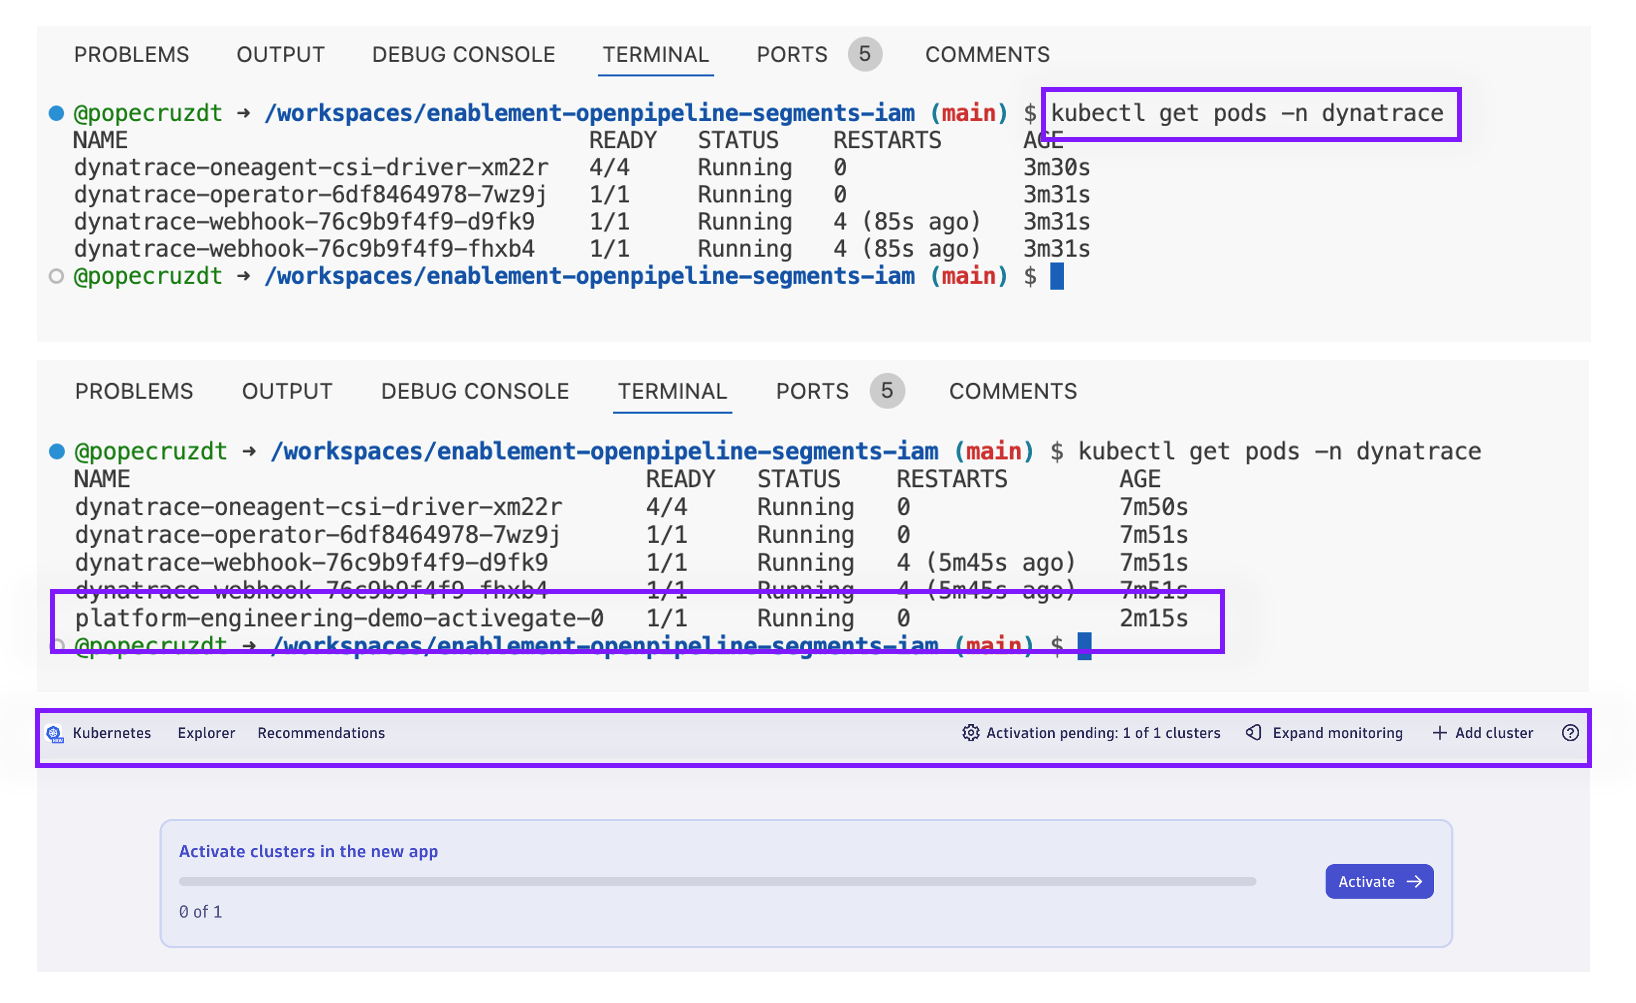 PROBLEMS OUTPUT DEBUG CONSOLE TERMINAL PORTS 5 COMMENTS
@popecruzdt ➜ /workspaces/enablement-openpipeline-segments-iam (main) $ kubectl get pods -n dynatrace
NAME READY STATUS RESTARTS AGE
dynatrace-oneagent-csi-driver-xm22r 4/4 Running 0 3m30s
dynatrace-operator-6df8464978-7wz9j 1/1 Running 0 3m31s
dynatrace-webhook-76c9b9f4f9-d9fk9 1/1 Running 4 (85s ago) 3m31s
dynatrace-webhook-76c9b9f4f9-fhxb4 1/1 Running 4 (85s ago) 3m31s
@popecruzdt ➜ /workspaces/enablement-openpipeline-segments-iam (main) $
PROBLEMS OUTPUT DEBUG CONSOLE TERMINAL PORTS 5 COMMENTS
@popecruzdt ➜ /workspaces/enablement-openpipeline-segments-iam (main) $ kubectl get pods -n dynatrace
NAME READY STATUS RESTARTS AGE
dynatrace-oneagent-csi-driver-xm22r 4/4 Running 0 7m50s
dynatrace-operator-6df8464978-7wz9j 1/1 Running 0 7m51s
dynatrace-webhook-76c9b9f4f9-d9fk9 1/1 Running 4 (5m45s ago) 7m51s
dynatrace-webhook-76c9b9f4f9-fhxb4 1/1 Running 4 (5m45s ago) 7m51s
platform-engineering-demo-activegate-0 1/1 Running 0 2m15s
@popecruzdt ➜ /workspaces/enablement-openpipeline-segments-iam (main) $
Kubernetes Explorer Recommendations Activation pending: 1 of 1 clusters Expand monitoring + Add cluster ?
Activate clusters in the new app
Activate →
0 of 1